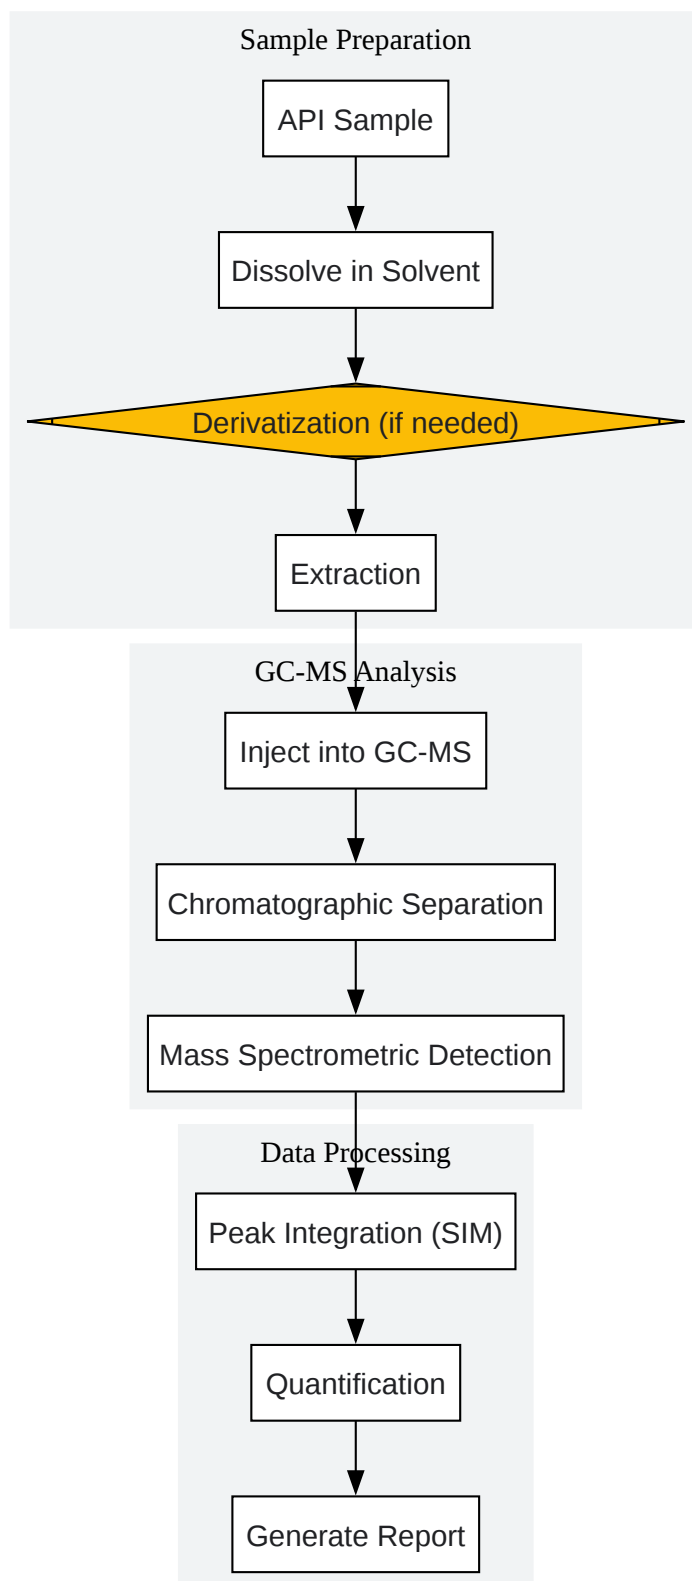 Sample Preparation
API Sample
Dissolve in Solvent
Derivatization (if needed)
Extraction
GC-MS Analysis
Inject into GC-MS
Chromatographic Separation
Mass Spectrometric Detection
Data Processing
Peak Integration (SIM)
Quantification
Generate Report